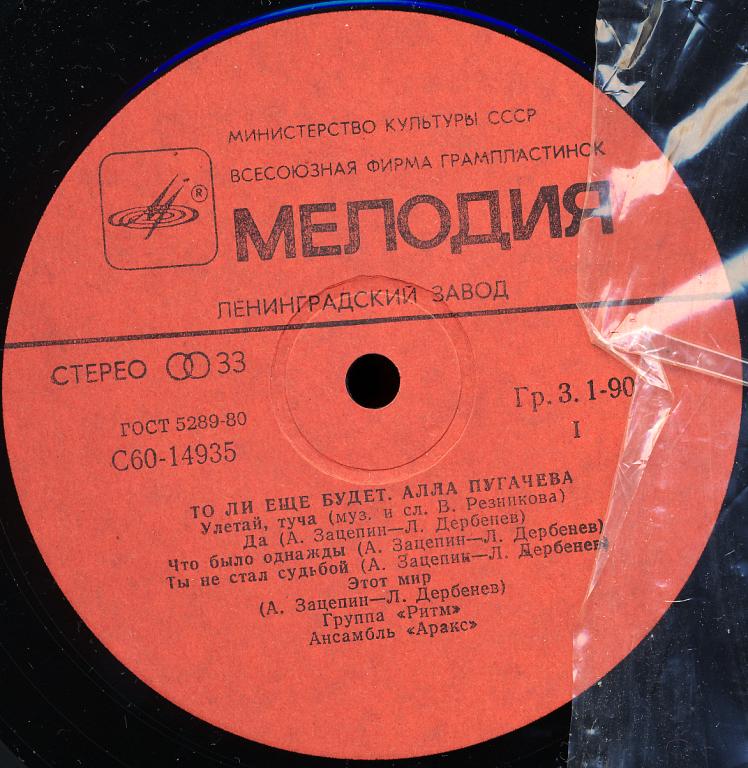 МИНИСТЕРСТВО КУЛЬТУРЫ СССР
ВСЕСОЮЗНАЯ ФИРМА ГРАМПЛАСТИНОК
®
МЕЛОДИЯ
ЛЕНИНГРАДСКИЙ ЗАВОД
СТЕРЕО 33
Гр. 3. 1-90
ГОСТ 5289-80
I
С60-14935
ТО ЛИ ЕЩЕ БУДЕТ. АЛЛА ПУГАЧЕВА
Улетай, туча (муз. и сл. В. Резникова)
Да (А. Зацепин—Л. Дербенев)
Что было однажды (А. Зацепин—Л. Дербенев)
Ты не стал судьбой (А. Зацепин—Л. Дербенев)
Этот мир
(А. Зацепин—Л. Дербенев)
Группа «Ритм»
Ансамбль «Аракс»